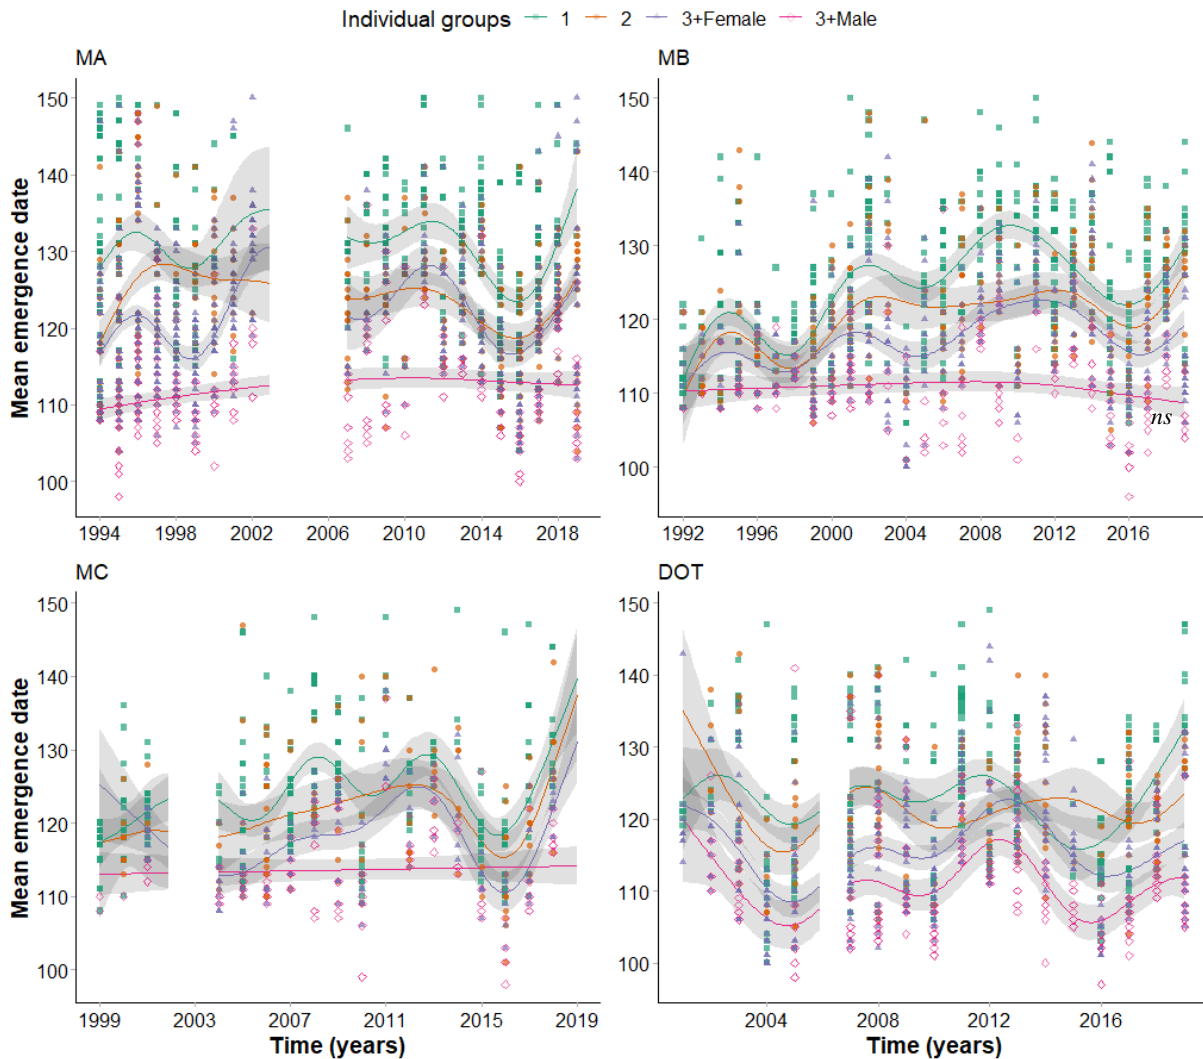 Individual groups 1 2 3+Female 3+Male
MA MB
Mean emergence date
150 150
140 140
130 130
120 120
110 110
ns
100 100
1994 1998 2002 2006 2010 2014 2018 1992 1996 2000 2004 2008 2012 2016
MC DOT
Mean emergence date
150 150
140 140
130 130
120 120
110 110
100 100
1999 2003 2007 2011 2015 2019 2004 2008 2012 2016
Time (years) Time (years)